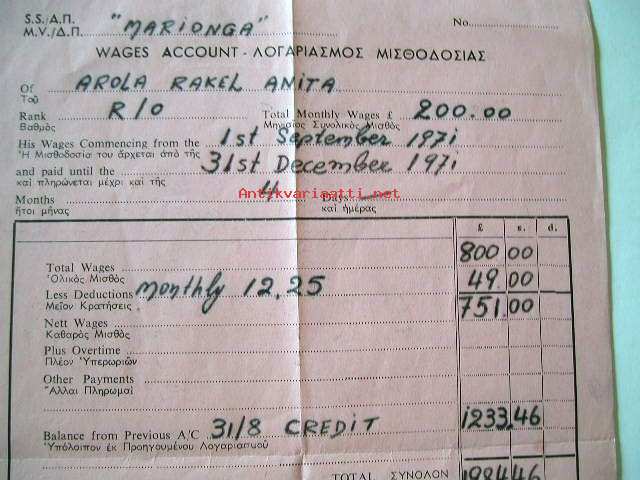 S.S./Δ.Π. "MARIONGA" No.
M.V./Δ.Π.
WAGES ACCOUNT - ΛΟΓΑΡΙΑΣΜΟΣ ΜΙΣΘΟΔΟΣΙΑΣ
Of AROLA RAKEL ANITA
Τοῦ
Rank R/O Total Monthly Wages £ 200.00
Βαθμὸς Μηνιαῖος Συνολικὸς Μισθὸς
His Wages Commencing from the 1st September 1971
Ἡ Μισθοδοσία του ἄρχεται ἀπὸ τῆς
and paid until the 31st December 1971
καὶ πληρώνεται μέχρι καὶ τῆς
Antikvariaatti.net
Months 4 Days —
ἤτοι μῆνας καὶ ἡμέρας
£ s. d.
Total Wages 800 00
Ὁλικὸς Μισθὸς
Less Deductions Monthly 12.25 49.00
Μεῖον Κρατήσεις
Nett Wages 751.00
Καθαρὸς Μισθὸς
Plus Overtime
Πλέον Ὑπερωριῶν
Other Payments
Ἄλλαι Πληρωμαὶ
Balance from Previous A/C 31/8 CREDIT 1233.46
Ὑπόλοιπον ἐκ Προηγουμένου Λογαριασμοῦ
TOTAL ΣΥΝΟΛΟΝ 1984.46